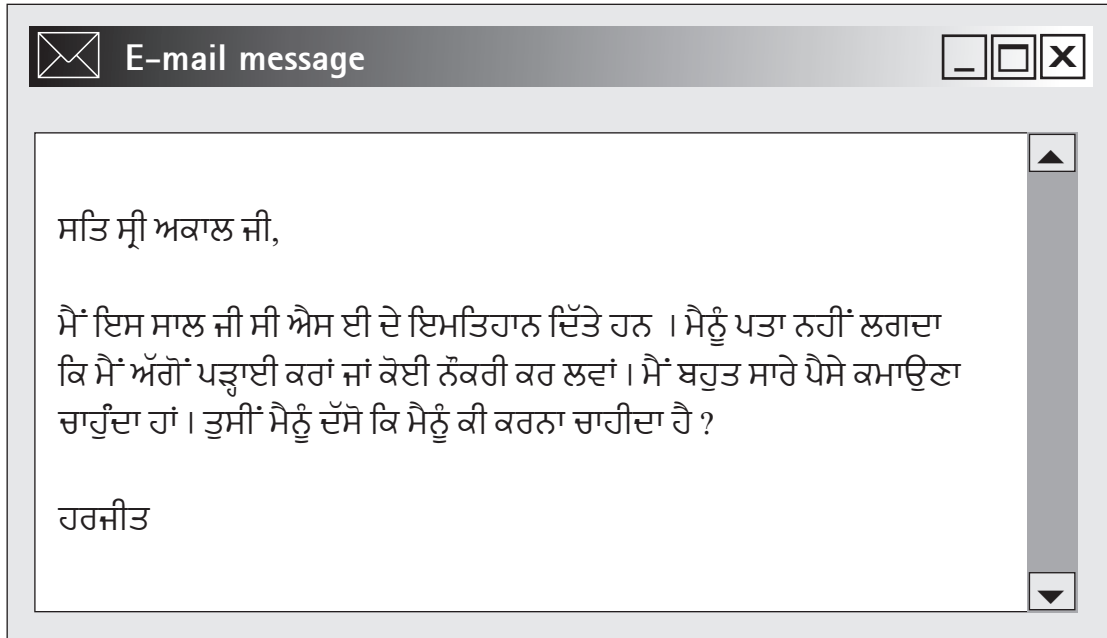 E-mail message
ਸਤਿ ਸ੍ਰੀ ਅਕਾਲ ਜੀ,
ਮੈਂ ਇਸ ਸਾਲ ਜੀ ਸੀ ਐਸ ਈ ਦੇ ਇਮਤਿਹਾਨ ਦਿੱਤੇ ਹਨ । ਮੈਨੂੰ ਪਤਾ ਨਹੀਂ ਲਗਦਾ
ਕਿ ਮੈਂ ਅੱਗੋਂ ਪੜ੍ਹਾਈ ਕਰਾਂ ਜਾਂ ਕੋਈ ਨੌਕਰੀ ਕਰ ਲਵਾਂ । ਮੈਂ ਬਹੁਤ ਸਾਰੇ ਪੈਸੇ ਕਮਾਉਣਾ
ਚਾਹੁੰਦਾ ਹਾਂ । ਤੁਸੀਂ ਮੈਨੂੰ ਦੱਸੋ ਕਿ ਮੈਨੂੰ ਕੀ ਕਰਨਾ ਚਾਹੀਦਾ ਹੈ ?
ਹਰਜੀਤ